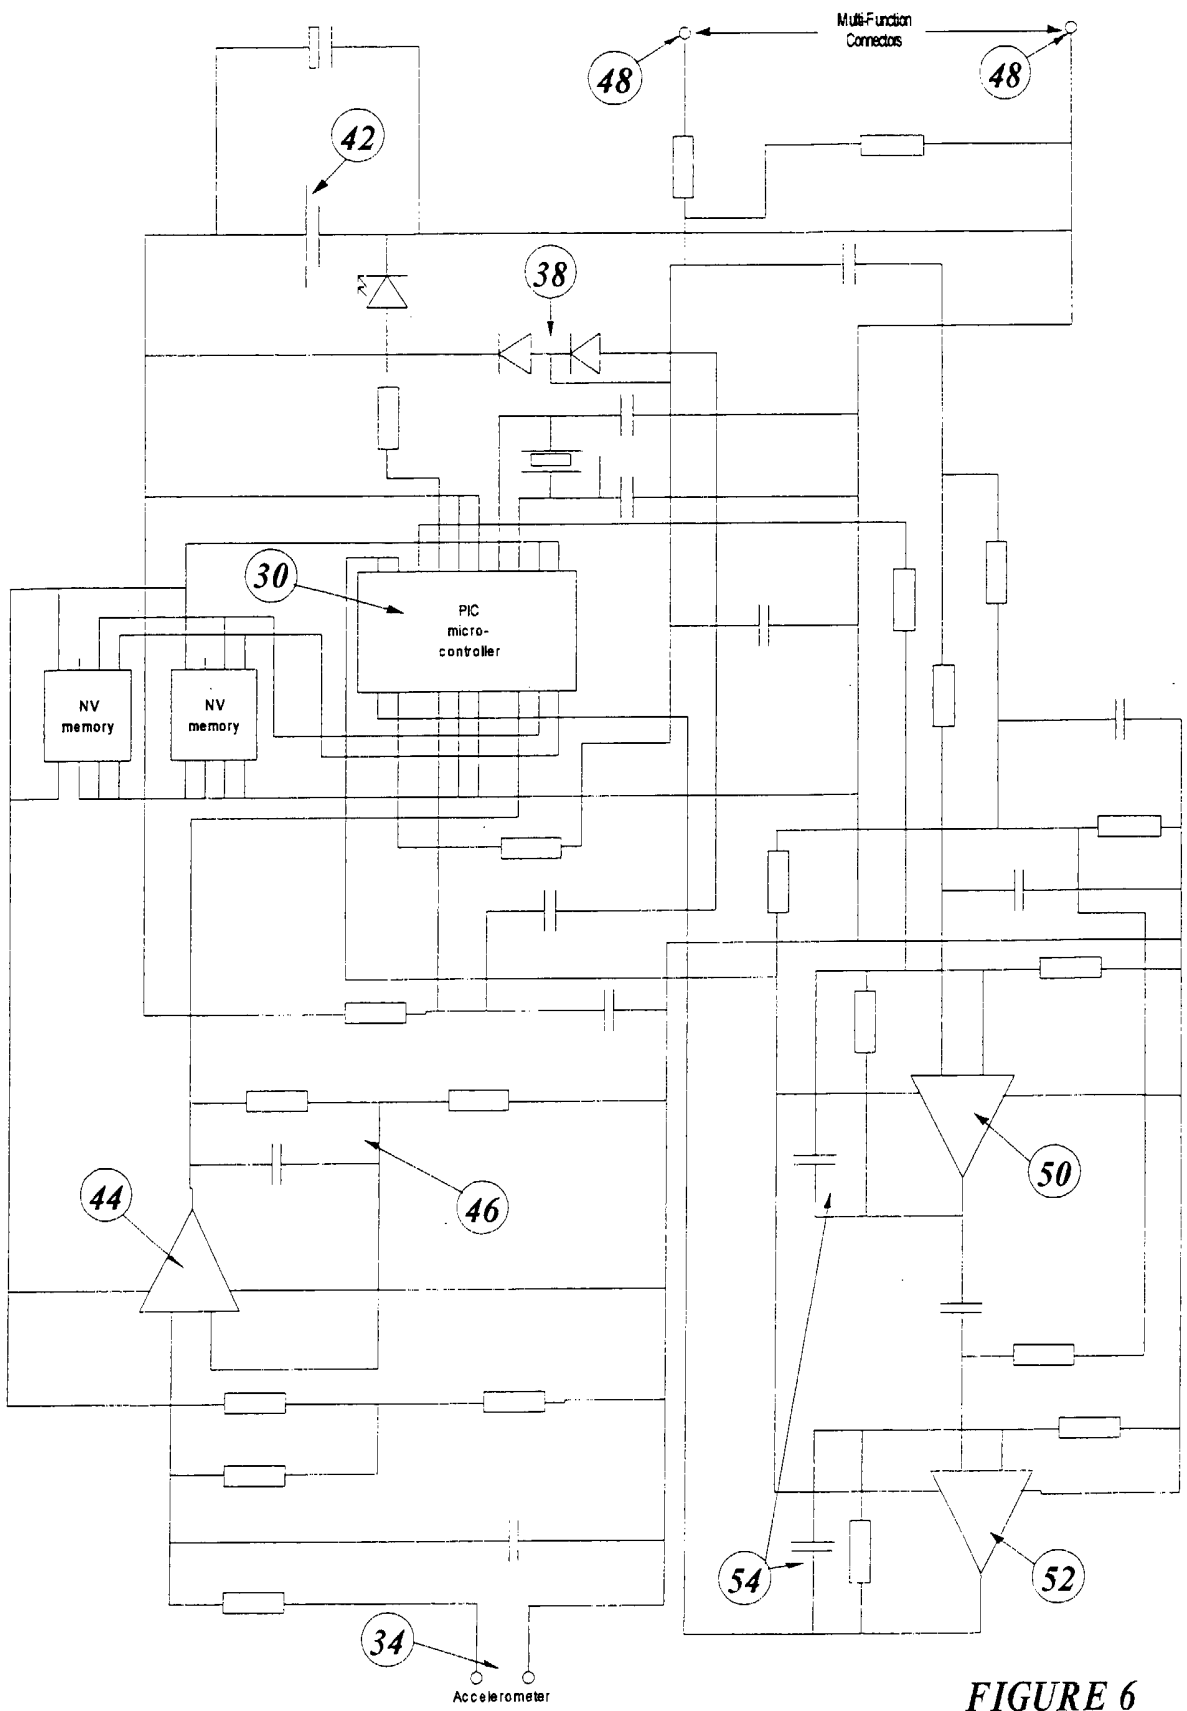 Multi-Function
Connectors
48
48
42
38
30
PIC
micro-
controller
NV
memory
NV
memory
50
44
46
54
52
34
Accelerometer
FIGURE 6